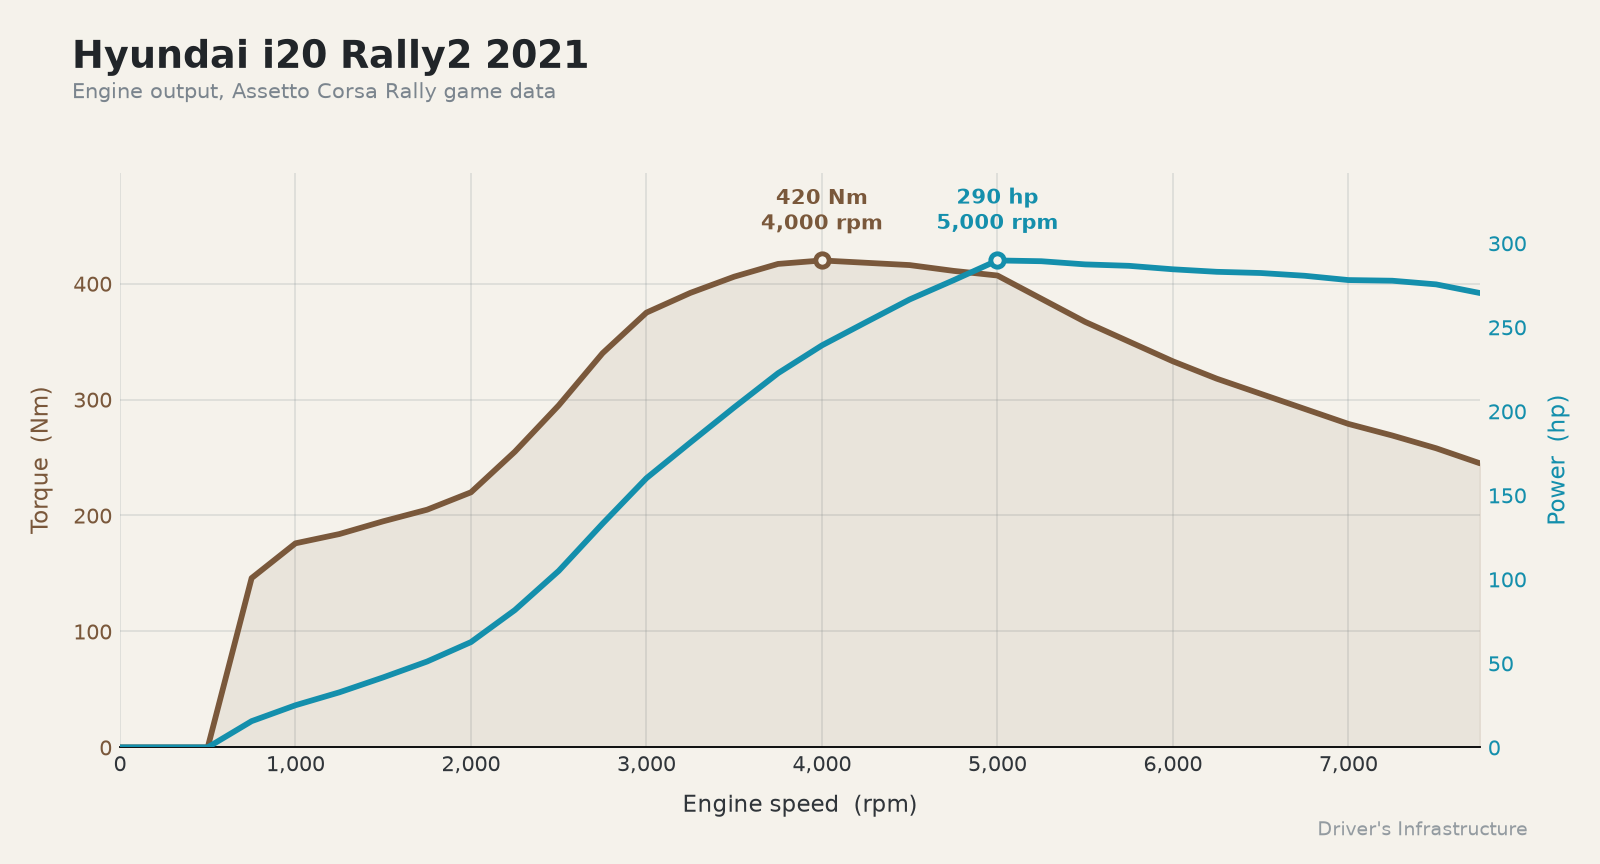 Hyundai i20 Rally2 2021
Engine output, Assetto Corsa Rally game data
420 Nm
4,000 rpm
290 hp
5,000 rpm
400
300
200
100
0
Torque (Nm)
300
250
200
150
100
50
0
Power (hp)
0 1,000 2,000 3,000 4,000 5,000 6,000 7,000
Engine speed (rpm)
Driver's Infrastructure